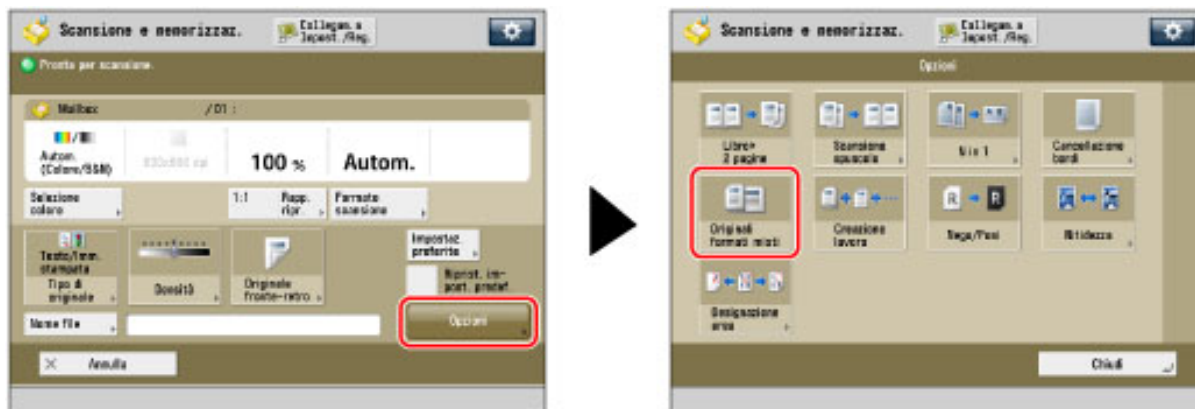 Scansione e memorizzaz.
Collegam. a
Impost./Reg.
Pronto per scansione.
Mailbox /01 :
Autom.
(Colore/B&N)
100 %
Autom.
Selezione
colore
1:1 Rapp.
ripr.
Formato
scansione
Testo/Imm.
stampata
Tipo di
originale
Densità
Originale
fronte-retro
Impostaz.
preferite
Riprist. im-
post. predef.
Nome file
Opzioni
Annulla
Scansione e memorizzaz.
Collegam. a
Impost./Reg.
Opzioni
Libro»
2 pagine
Scansione
opuscolo
N in 1
Cancellazione
bordi
Originali
formati misti
Creazione
lavoro
Nega/Posi
Nitidezza
Designazione
area
Chiudi